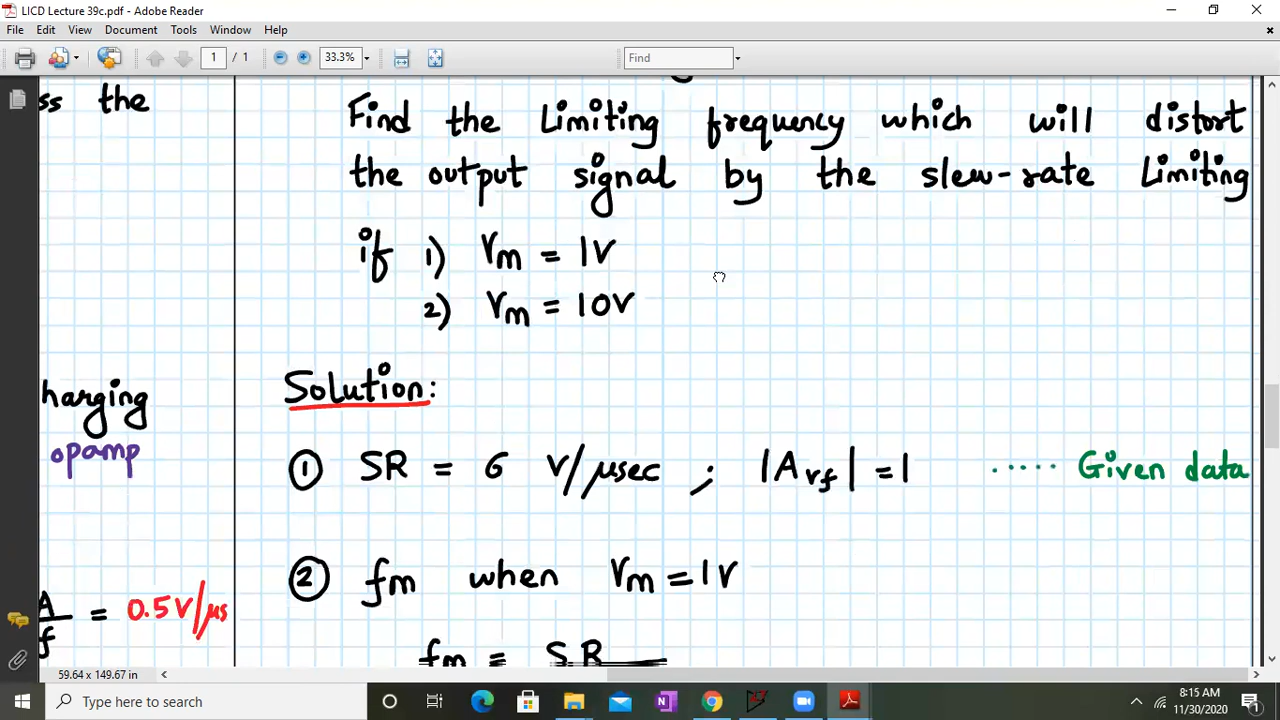 LICD Lecture 39c.pdf - Adobe Reader
File Edit View Document Tools Window Help
1 / 1 33.3% Find
ss the
harging
opamp
A/f = 0.5V/μs
Find the Limiting frequency which will distort
the output signal by the slew-rate Limiting
if 1) Vm = 1V
2) Vm = 10V
Solution:
① SR = 6 V/μsec ; |Avf| = 1 ..... Given data
② fm when Vm = 1V
fm = SR
59.64 x 149.67 in
Type here to search
8:15 AM
11/30/2020